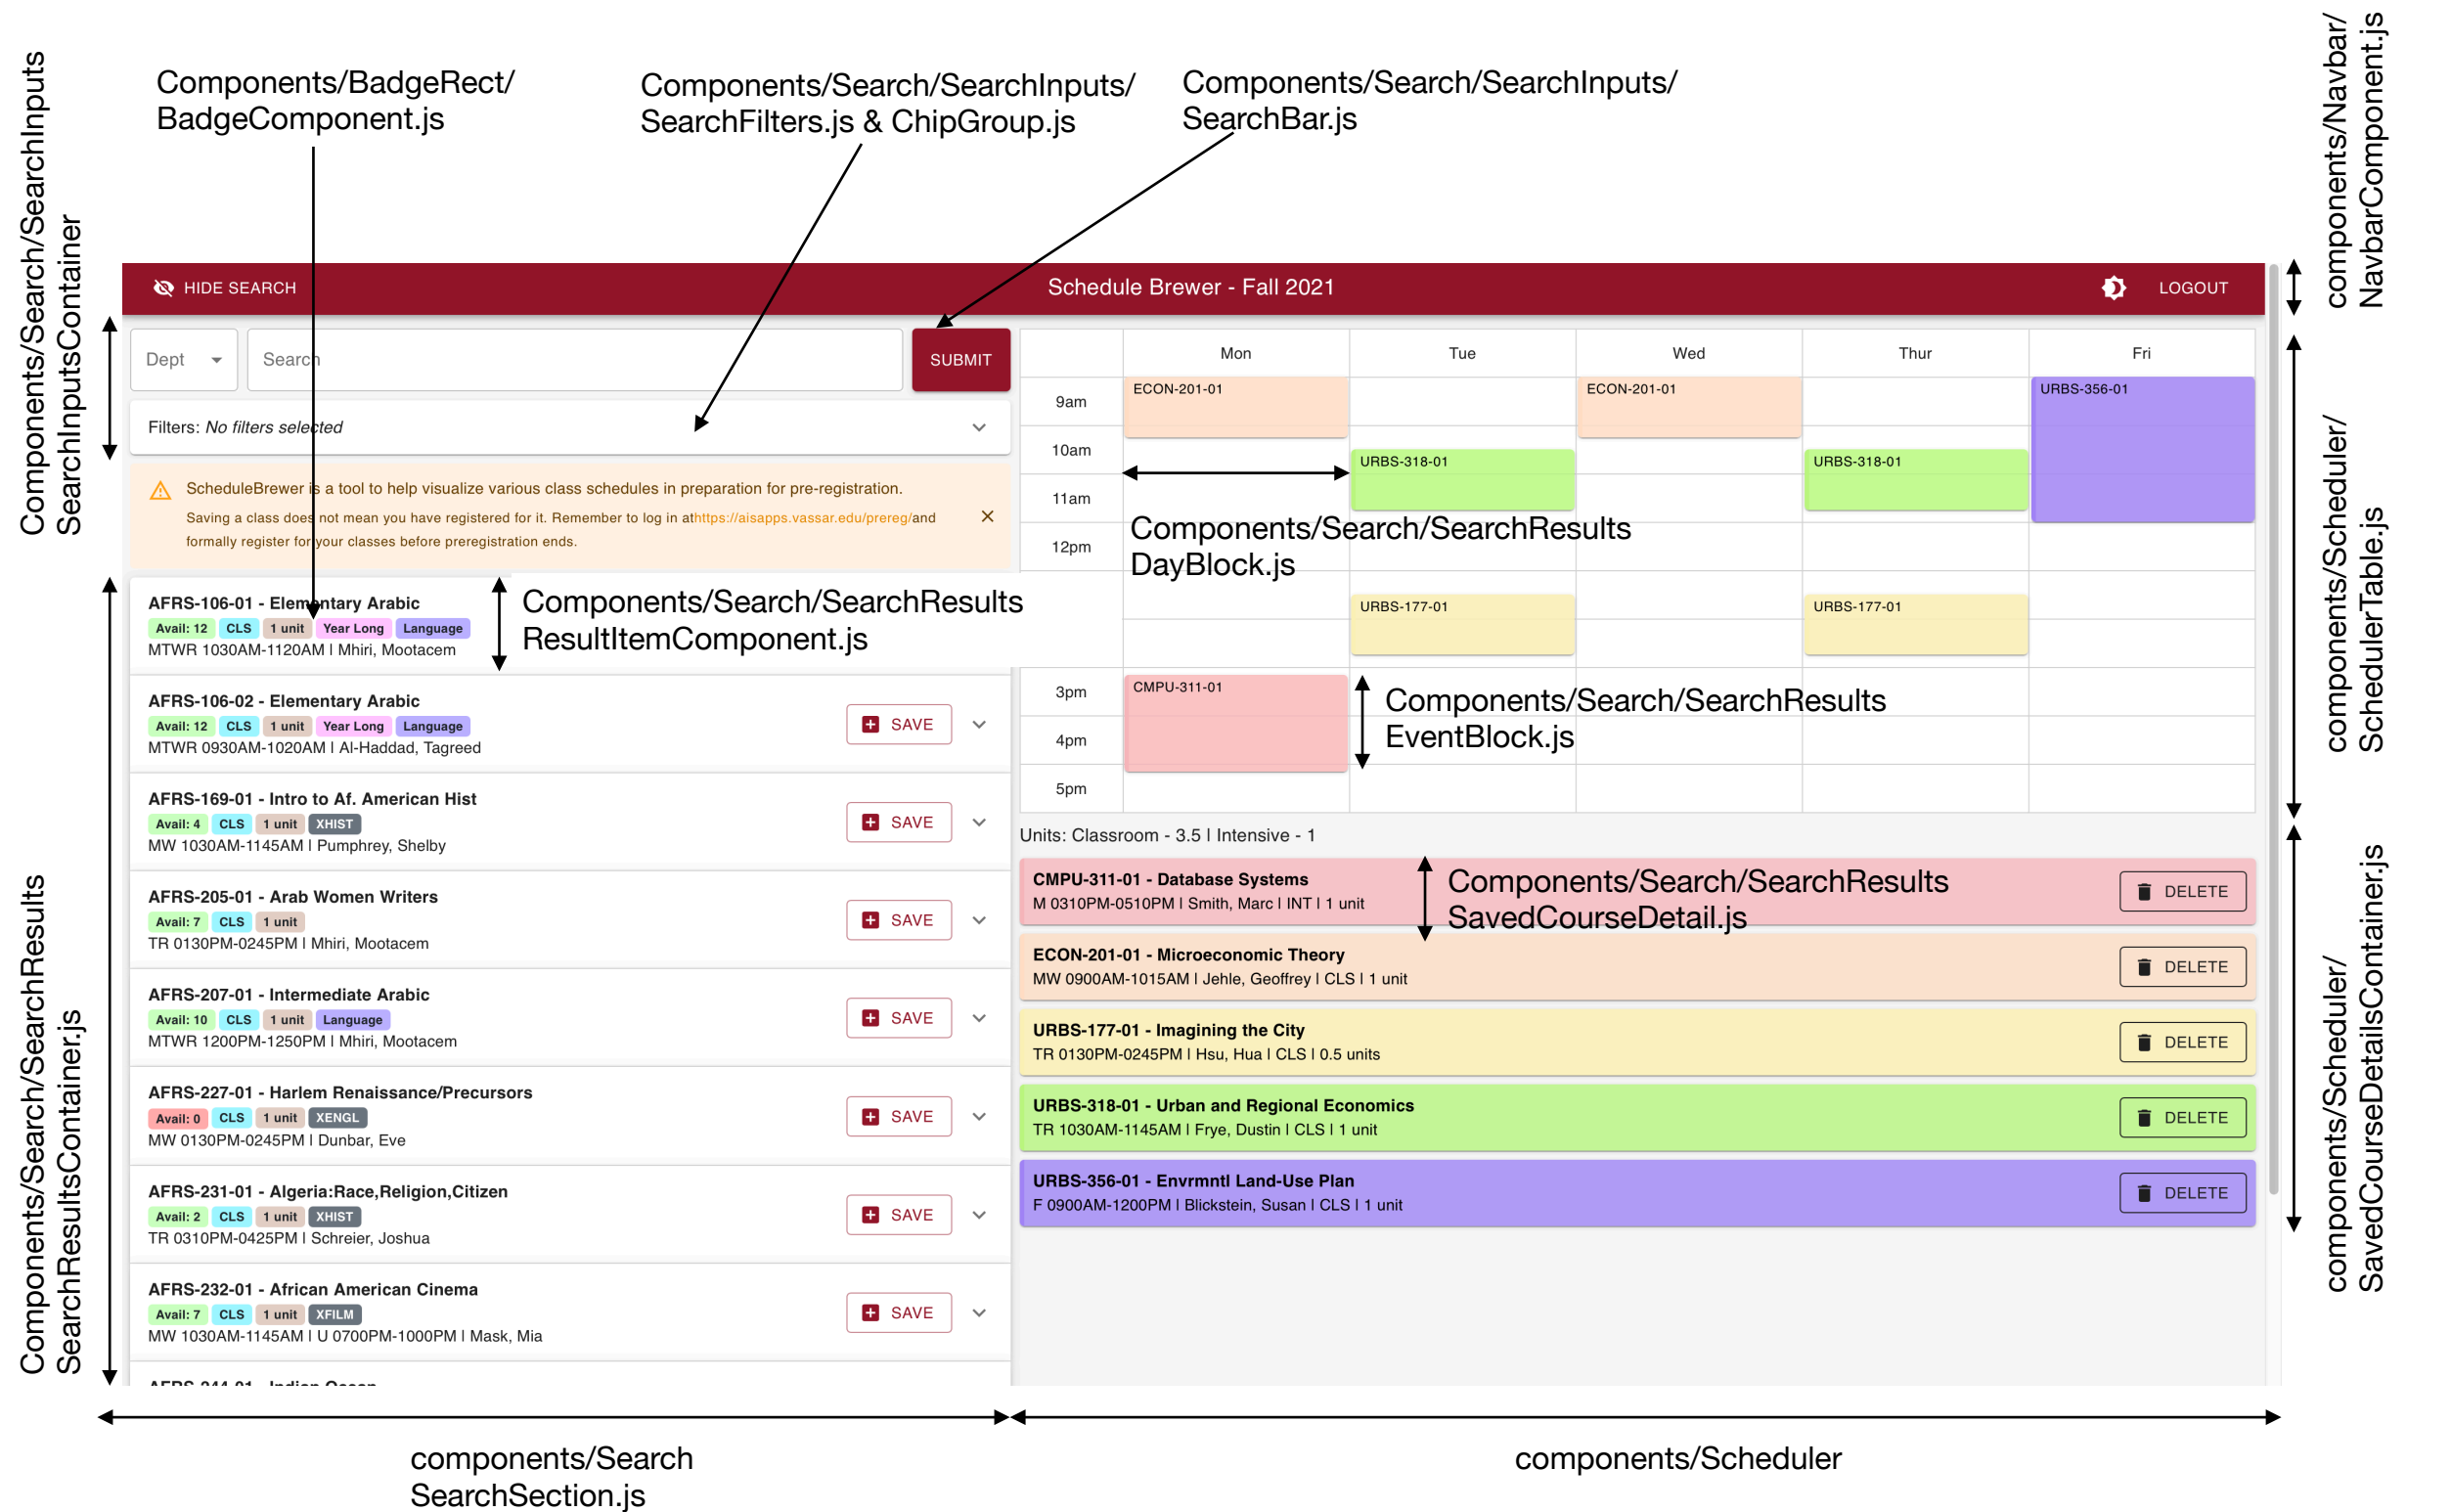 Components/BadgeRect/
BadgeComponent.js
Components/Search/SearchInputs/
SearchFilters.js & ChipGroup.js
Components/Search/SearchInputs/
SearchBar.js
components/Navbar/
NavbarComponent.js
Components/Search/SearchInputs
SearchInputsContainer
HIDE SEARCH
Schedule Brewer - Fall 2021
LOGOUT
Dept
Search
SUBMIT
Filters: No filters selected
ScheduleBrewer is a tool to help visualize various class schedules in preparation for pre-registration.
Saving a class does not mean you have registered for it. Remember to log in athttps://aisapps.vassar.edu/prereg/and
formally register for your classes before preregistration ends.
Components/Search/SearchResults
SearchResultsContainer.js
AFRS-106-01 - Elementary Arabic
Avail: 12 CLS 1 unit Year Long Language
MTWR 1030AM-1120AM | Mhiri, Mootacem
Components/Search/SearchResults
ResultItemComponent.js
AFRS-106-02 - Elementary Arabic
Avail: 12 CLS 1 unit Year Long Language
MTWR 0930AM-1020AM | Al-Haddad, Tagreed
SAVE
AFRS-169-01 - Intro to Af. American Hist
Avail: 4 CLS 1 unit XHIST
MW 1030AM-1145AM | Pumphrey, Shelby
SAVE
AFRS-205-01 - Arab Women Writers
Avail: 7 CLS 1 unit
TR 0130PM-0245PM | Mhiri, Mootacem
SAVE
AFRS-207-01 - Intermediate Arabic
Avail: 10 CLS 1 unit Language
MTWR 1200PM-1250PM | Mhiri, Mootacem
SAVE
AFRS-227-01 - Harlem Renaissance/Precursors
Avail: 0 CLS 1 unit XENGL
MW 0130PM-0245PM | Dunbar, Eve
SAVE
AFRS-231-01 - Algeria:Race,Religion,Citizen
Avail: 2 CLS 1 unit XHIST
TR 0310PM-0425PM | Schreier, Joshua
SAVE
AFRS-232-01 - African American Cinema
Avail: 7 CLS 1 unit XFILM
MW 1030AM-1145AM | U 0700PM-1000PM | Mask, Mia
SAVE
AFRS-244-01 - Indian Ocean
components/Search
SearchSection.js
Mon Tue Wed Thur Fri
9am
ECON-201-01
ECON-201-01
URBS-356-01
10am
URBS-318-01
URBS-318-01
11am
Components/Search/SearchResults
DayBlock.js
12pm
URBS-177-01
URBS-177-01
3pm
CMPU-311-01
Components/Search/SearchResults
EventBlock.js
4pm
5pm
components/Scheduler/
SchedulerTable.js
Units: Classroom - 3.5 | Intensive - 1
CMPU-311-01 - Database Systems
M 0310PM-0510PM | Smith, Marc | INT | 1 unit
DELETE
Components/Search/SearchResults
SavedCourseDetail.js
ECON-201-01 - Microeconomic Theory
MW 0900AM-1015AM | Jehle, Geoffrey | CLS | 1 unit
DELETE
URBS-177-01 - Imagining the City
TR 0130PM-0245PM | Hsu, Hua | CLS | 0.5 units
DELETE
URBS-318-01 - Urban and Regional Economics
TR 1030AM-1145AM | Frye, Dustin | CLS | 1 unit
DELETE
URBS-356-01 - Envrmntl Land-Use Plan
F 0900AM-1200PM | Blickstein, Susan | CLS | 1 unit
DELETE
components/Scheduler/
SavedCourseDetailsContainer.js
components/Scheduler